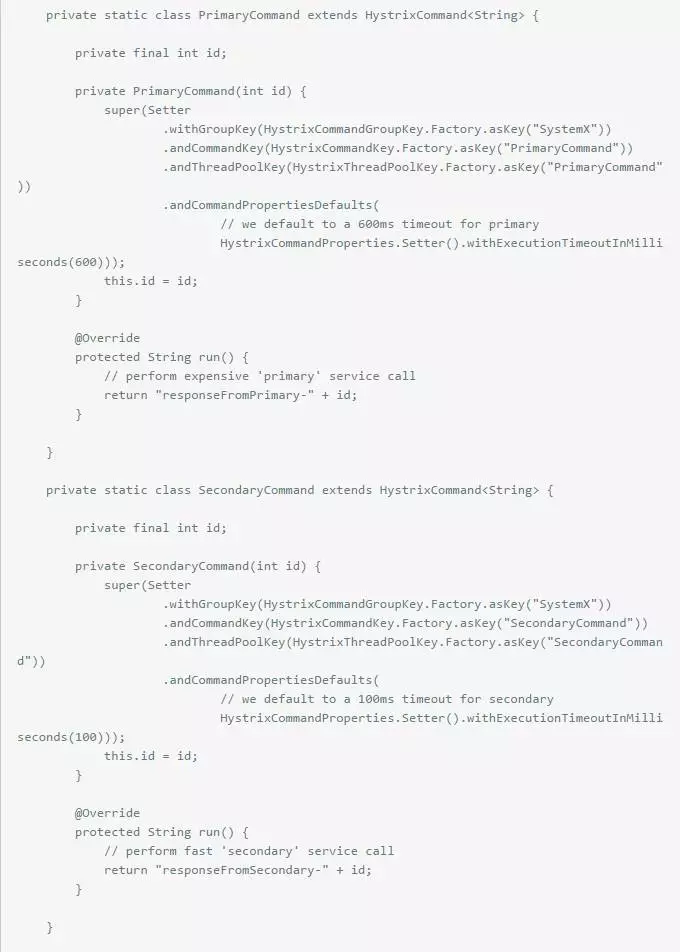 private static class PrimaryCommand extends HystrixCommand<String> {

        private final int id;

        private PrimaryCommand(int id) {
            super(Setter
                    .withGroupKey(HystrixCommandGroupKey.Factory.asKey("SystemX"))
                    .andCommandKey(HystrixCommandKey.Factory.asKey("PrimaryCommand"))
                    .andThreadPoolKey(HystrixThreadPoolKey.Factory.asKey("PrimaryCommand"
))
                    .andCommandPropertiesDefaults(
                            // we default to a 600ms timeout for primary
                            HystrixCommandProperties.Setter().withExecutionTimeoutInMilli
seconds(600)));
            this.id = id;
        }

        @Override
        protected String run() {
            // perform expensive 'primary' service call
            return "responseFromPrimary-" + id;
        }

    }

    private static class SecondaryCommand extends HystrixCommand<String> {

        private final int id;

        private SecondaryCommand(int id) {
            super(Setter
                    .withGroupKey(HystrixCommandGroupKey.Factory.asKey("SystemX"))
                    .andCommandKey(HystrixCommandKey.Factory.asKey("SecondaryCommand"))
                    .andThreadPoolKey(HystrixThreadPoolKey.Factory.asKey("SecondaryComman
d"))
                    .andCommandPropertiesDefaults(
                            // we default to a 100ms timeout for secondary
                            HystrixCommandProperties.Setter().withExecutionTimeoutInMilli
seconds(100)));
            this.id = id;
        }

        @Override
        protected String run() {
            // perform fast 'secondary' service call
            return "responseFromSecondary-" + id;
        }

    }